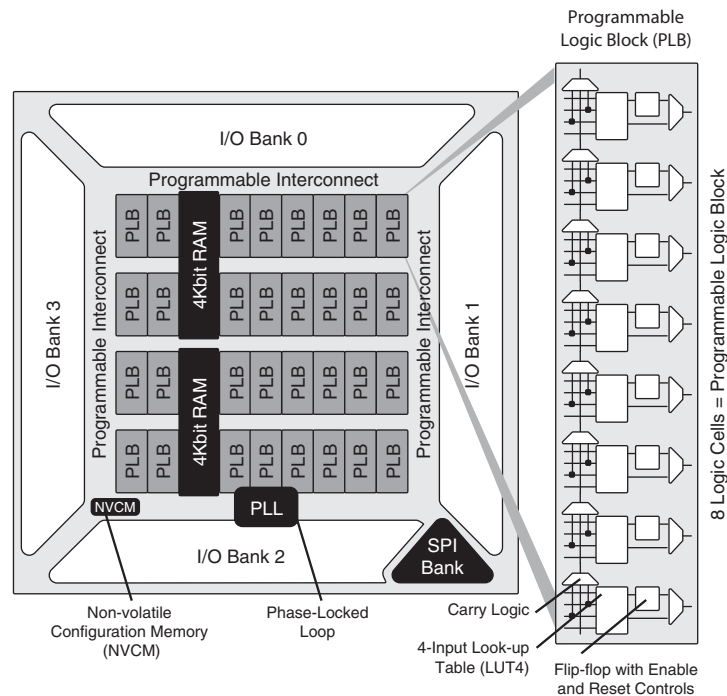 Programmable
Logic Block (PLB)
I/O Bank 0
Programmable Interconnect
I/O Bank 3
Programmable Interconnect
PLB PLB 4Kbit RAM PLB PLB PLB PLB PLB PLB
PLB PLB PLB PLB PLB PLB PLB PLB
PLB PLB 4Kbit RAM PLB PLB PLB PLB PLB PLB
PLB PLB PLB PLB PLB PLB PLB PLB
Programmable Interconnect
I/O Bank 1
8 Logic Cells = Programmable Logic Block
NVCM
PLL
I/O Bank 2
SPI
Bank
Non-volatile
Configuration Memory
(NVCM)
Phase-Locked
Loop
Carry Logic
4-Input Look-up
Table (LUT4)
Flip-flop with Enable
and Reset Controls